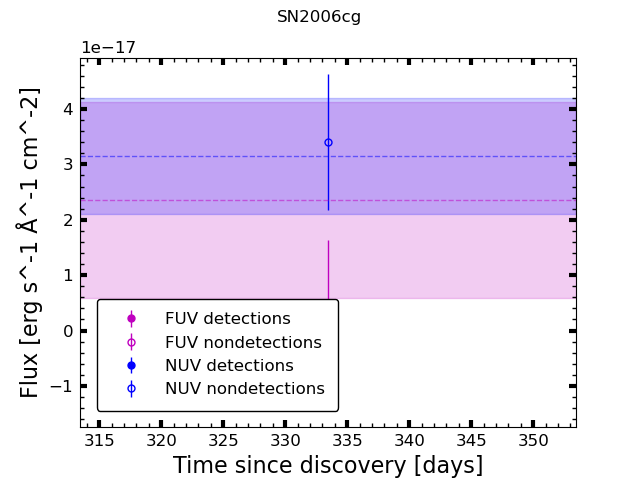 SN2006cg
1e−17
4
3
2
1
0
−1
Flux [erg s^-1 Å^-1 cm^-2]
FUV detections
FUV nondetections
NUV detections
NUV nondetections
315 320 325 330 335 340 345 350
Time since discovery [days]